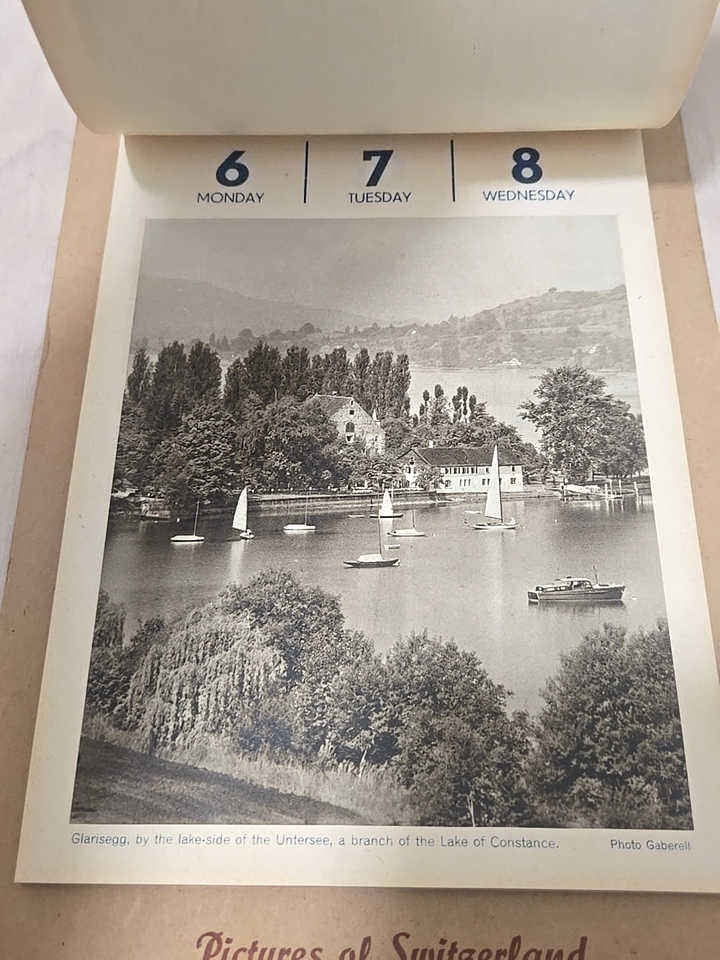 6 7 8
MONDAY TUESDAY WEDNESDAY
Glarisegg, by the lake-side of the Untersee, a branch of the Lake of Constance. Photo Gaberell
Pictures of Switzerland